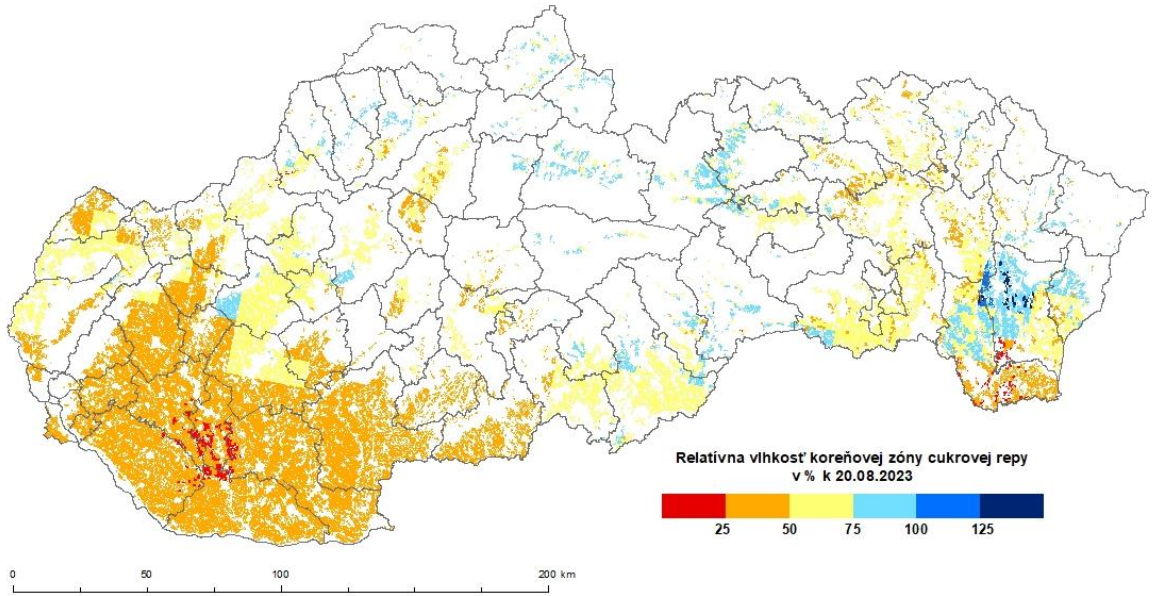 Relatívna vlhkosť koreňovej zóny cukrovej repy
v % k 20.08.2023
25 50 75 100 125
0 50 100 200 km